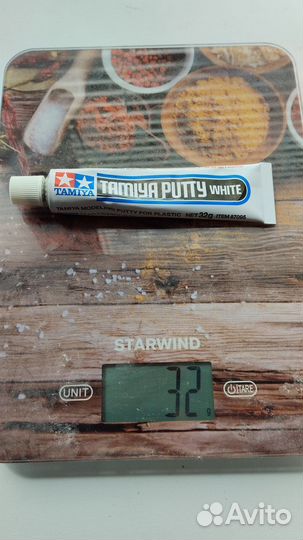 TAMIYA
TAMIYA PUTTY WHITE
TAMIYA MODELING PUTTY FOR PLASTIC NET 32g ITEM 87095
STARWIND
UNIT
32 g
TARE
Avito